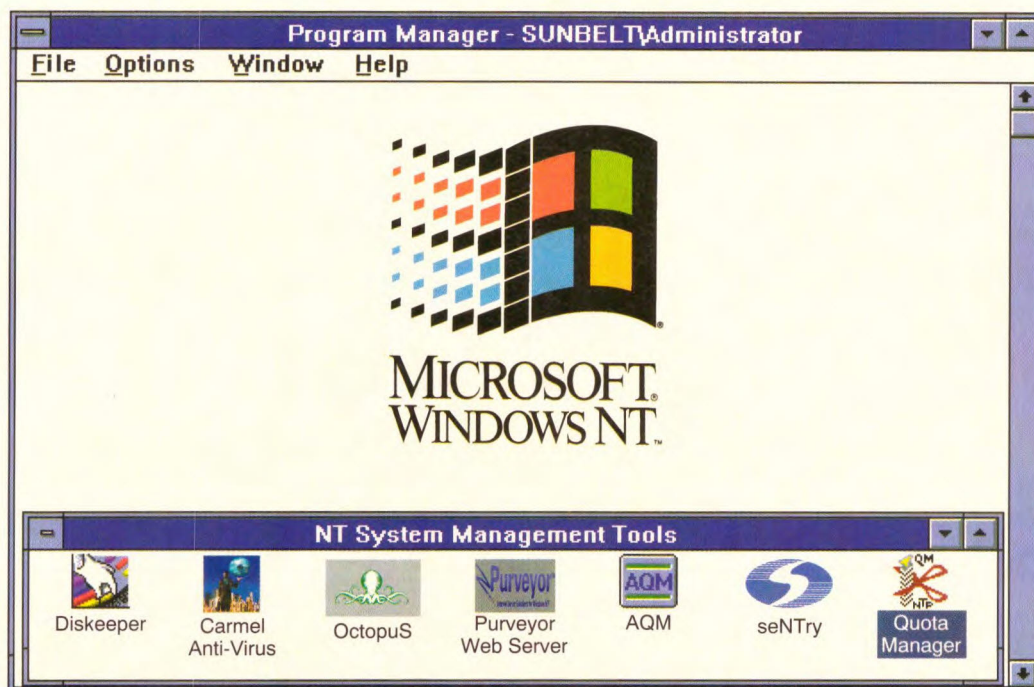 Program Manager - SUNBELT\Administrator
File Options Window Help
MICROSOFT®
WINDOWS NT™
NT System Management Tools
Diskeeper
Carmel
Anti-Virus
OctopuS
Purveyor
Purveyor
Web Server
AQM
AQM
seNTry
QM
NTP
Quota
Manager